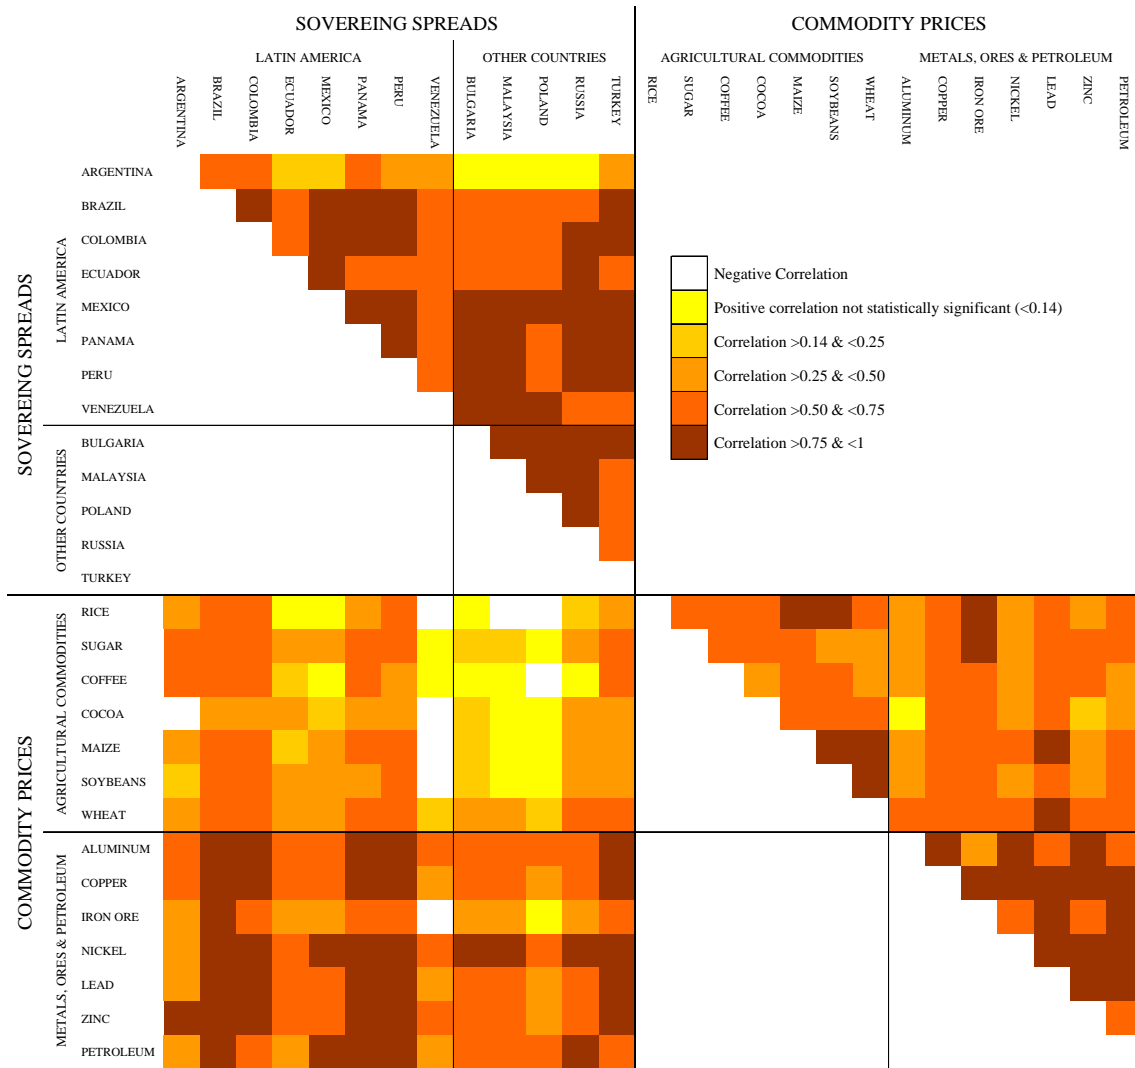 SOVEREING SPREADS
COMMODITY PRICES
LATIN AMERICA
OTHER COUNTRIES
AGRICULTURAL COMMODITIES
METALS, ORES & PETROLEUM
ARGENTINA
BRAZIL
COLOMBIA
ECUADOR
MEXICO
PANAMA
PERU
VENEZUELA
BULGARIA
MALAYSIA
POLAND
RUSSIA
TURKEY
RICE
SUGAR
COFFEE
COCOA
MAIZE
SOYBEANS
WHEAT
ALUMINUM
COPPER
IRON ORE
NICKEL
LEAD
ZINC
PETROLEUM
SOVEREING SPREADS
LATIN AMERICA
ARGENTINA
BRAZIL
COLOMBIA
ECUADOR
MEXICO
PANAMA
PERU
VENEZUELA
OTHER COUNTRIES
BULGARIA
MALAYSIA
POLAND
RUSSIA
TURKEY
Negative Correlation
Positive correlation not statistically significant (<0.14)
Correlation >0.14 & <0.25
Correlation >0.25 & <0.50
Correlation >0.50 & <0.75
Correlation >0.75 & <1
COMMODITY PRICES
AGRICULTURAL COMMODITIES
RICE
SUGAR
COFFEE
COCOA
MAIZE
SOYBEANS
WHEAT
METALS, ORES & PETROLEUM
ALUMINUM
COPPER
IRON ORE
NICKEL
LEAD
ZINC
PETROLEUM